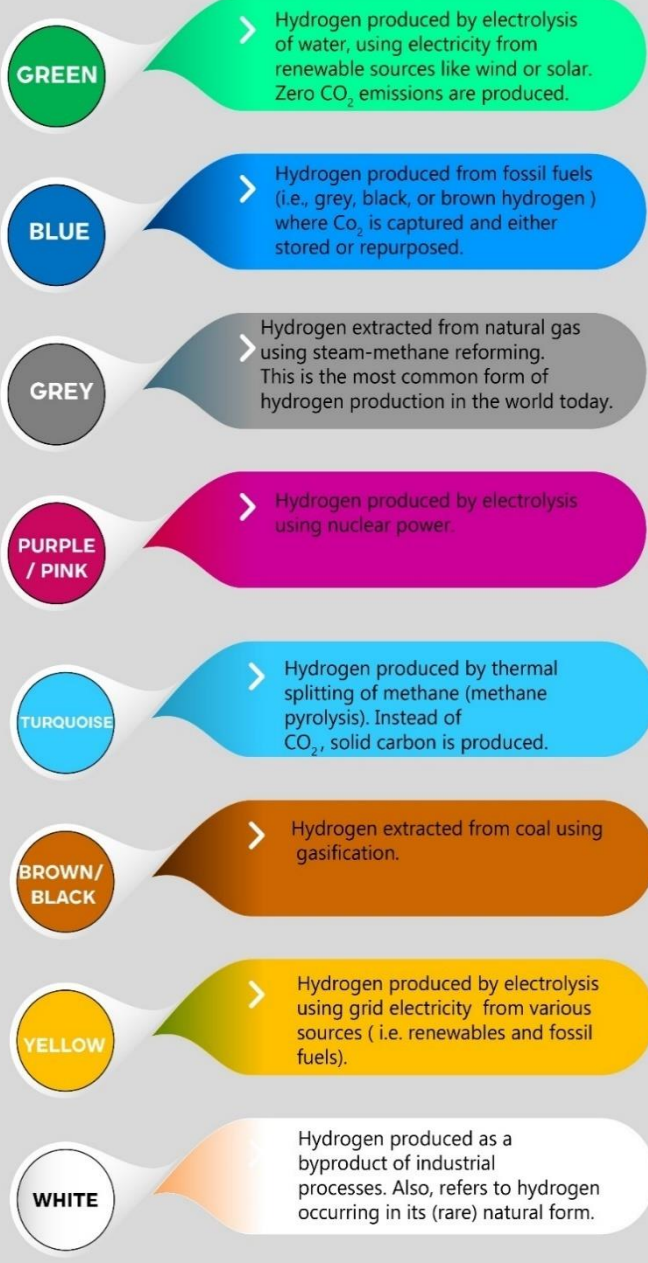 GREEN
Hydrogen produced by electrolysis
of water, using electricity from
renewable sources like wind or solar.
Zero CO₂ emissions are produced.
BLUE
Hydrogen produced from fossil fuels
(i.e., grey, black, or brown hydrogen )
where Co₂ is captured and either
stored or repurposed.
GREY
Hydrogen extracted from natural gas
using steam-methane reforming.
This is the most common form of
hydrogen production in the world today.
PURPLE
/ PINK
Hydrogen produced by electrolysis
using nuclear power.
TURQUOISE
Hydrogen produced by thermal
splitting of methane (methane
pyrolysis). Instead of
CO₂, solid carbon is produced.
BROWN/
BLACK
Hydrogen extracted from coal using
gasification.
YELLOW
Hydrogen produced by electrolysis
using grid electricity from various
sources ( i.e. renewables and fossil
fuels).
WHITE
Hydrogen produced as a
byproduct of industrial
processes. Also, refers to hydrogen
occurring in its (rare) natural form.